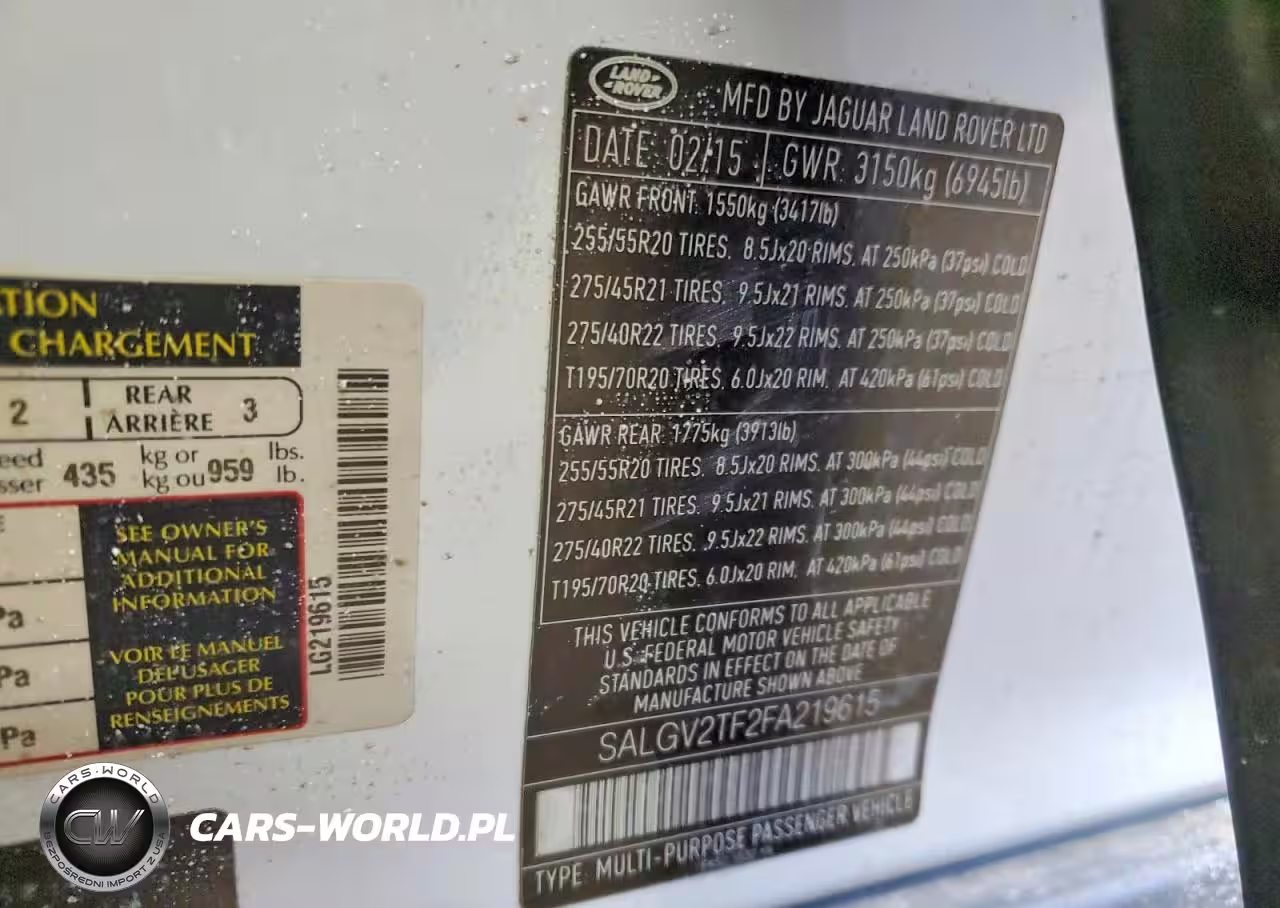 TION
CHARGEMENT
2
REAR
ARRIÈRE 3
eed
sser 435 kg or kg ou 959 lbs. lb.
E
SEE OWNER'S
MANUAL FOR
ADDITIONAL
INFORMATION
Pa
VOIR LE MANUEL
DE L'USAGER
POUR PLUS DE
RENSEIGNEMENTS
Pa
Pa
LG219615
LAND
ROVER
MFD BY JAGUAR LAND ROVER LTD
DATE: 02/15 GWR: 3150kg (6945lb)
GAWR FRONT: 1550kg (3417lb)
255/55R20 TIRES. 8.5Jx20 RIMS. AT 250kPa (37psi) COLD
275/45R21 TIRES. 9.5Jx21 RIMS. AT 250kPa (37psi) COLD
275/40R22 TIRES. 9.5Jx22 RIMS. AT 250kPa (37psi) COLD
T195/70R20 TIRES. 6.0Jx20 RIM. AT 420kPa (61psi) COLD
GAWR REAR: 1775kg (3913lb)
255/55R20 TIRES. 8.5Jx20 RIMS. AT 300kPa (44psi) COLD
275/45R21 TIRES. 9.5Jx21 RIMS. AT 300kPa (44psi) COLD
275/40R22 TIRES. 9.5Jx22 RIMS. AT 300kPa (44psi) COLD
T195/70R20 TIRES. 6.0Jx20 RIM. AT 420kPa (61psi) COLD
THIS VEHICLE CONFORMS TO ALL APPLICABLE
U.S. FEDERAL MOTOR VEHICLE SAFETY
STANDARDS IN EFFECT ON THE DATE OF
MANUFACTURE SHOWN ABOVE
SALGV2TF2FA219615
TYPE: MULTI-PURPOSE PASSENGER VEHICLE
CARS-WORLD
CW
BEZPOŚREDNI IMPORT Z USA
CARS-WORLD.PL